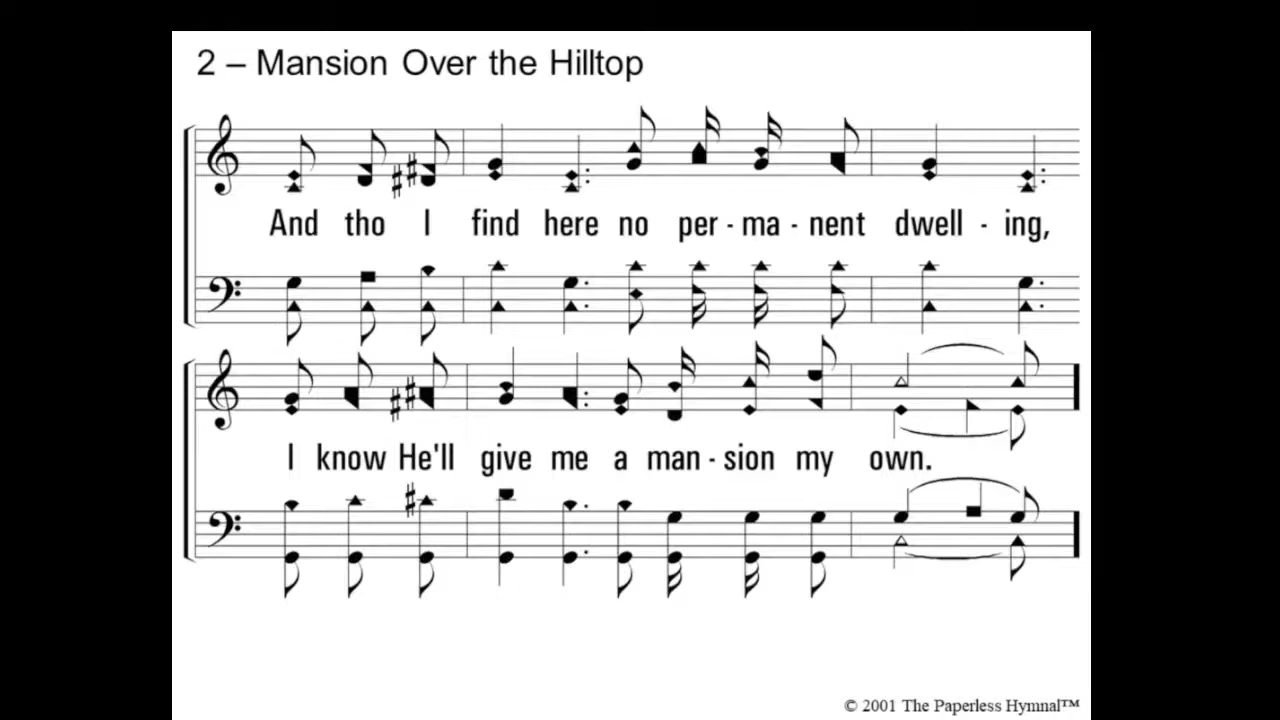 2 – Mansion Over the Hilltop
And tho I find here no per - ma - nent dwell - ing,
I know He'll give me a man - sion my own.
© 2001 The Paperless Hymnal™